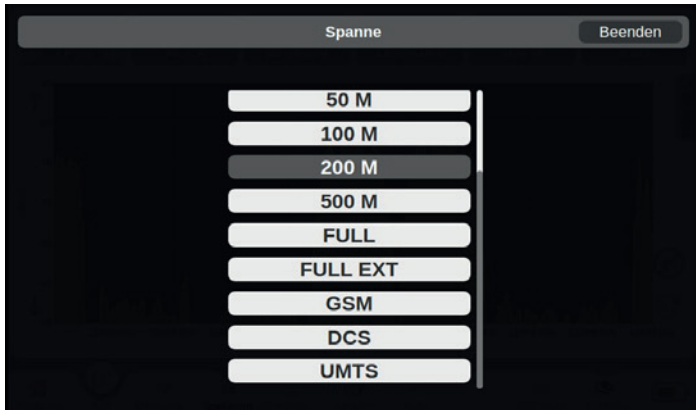 Spanne
Beenden
50 M
100 M
200 M
500 M
FULL
FULL EXT
GSM
DCS
UMTS